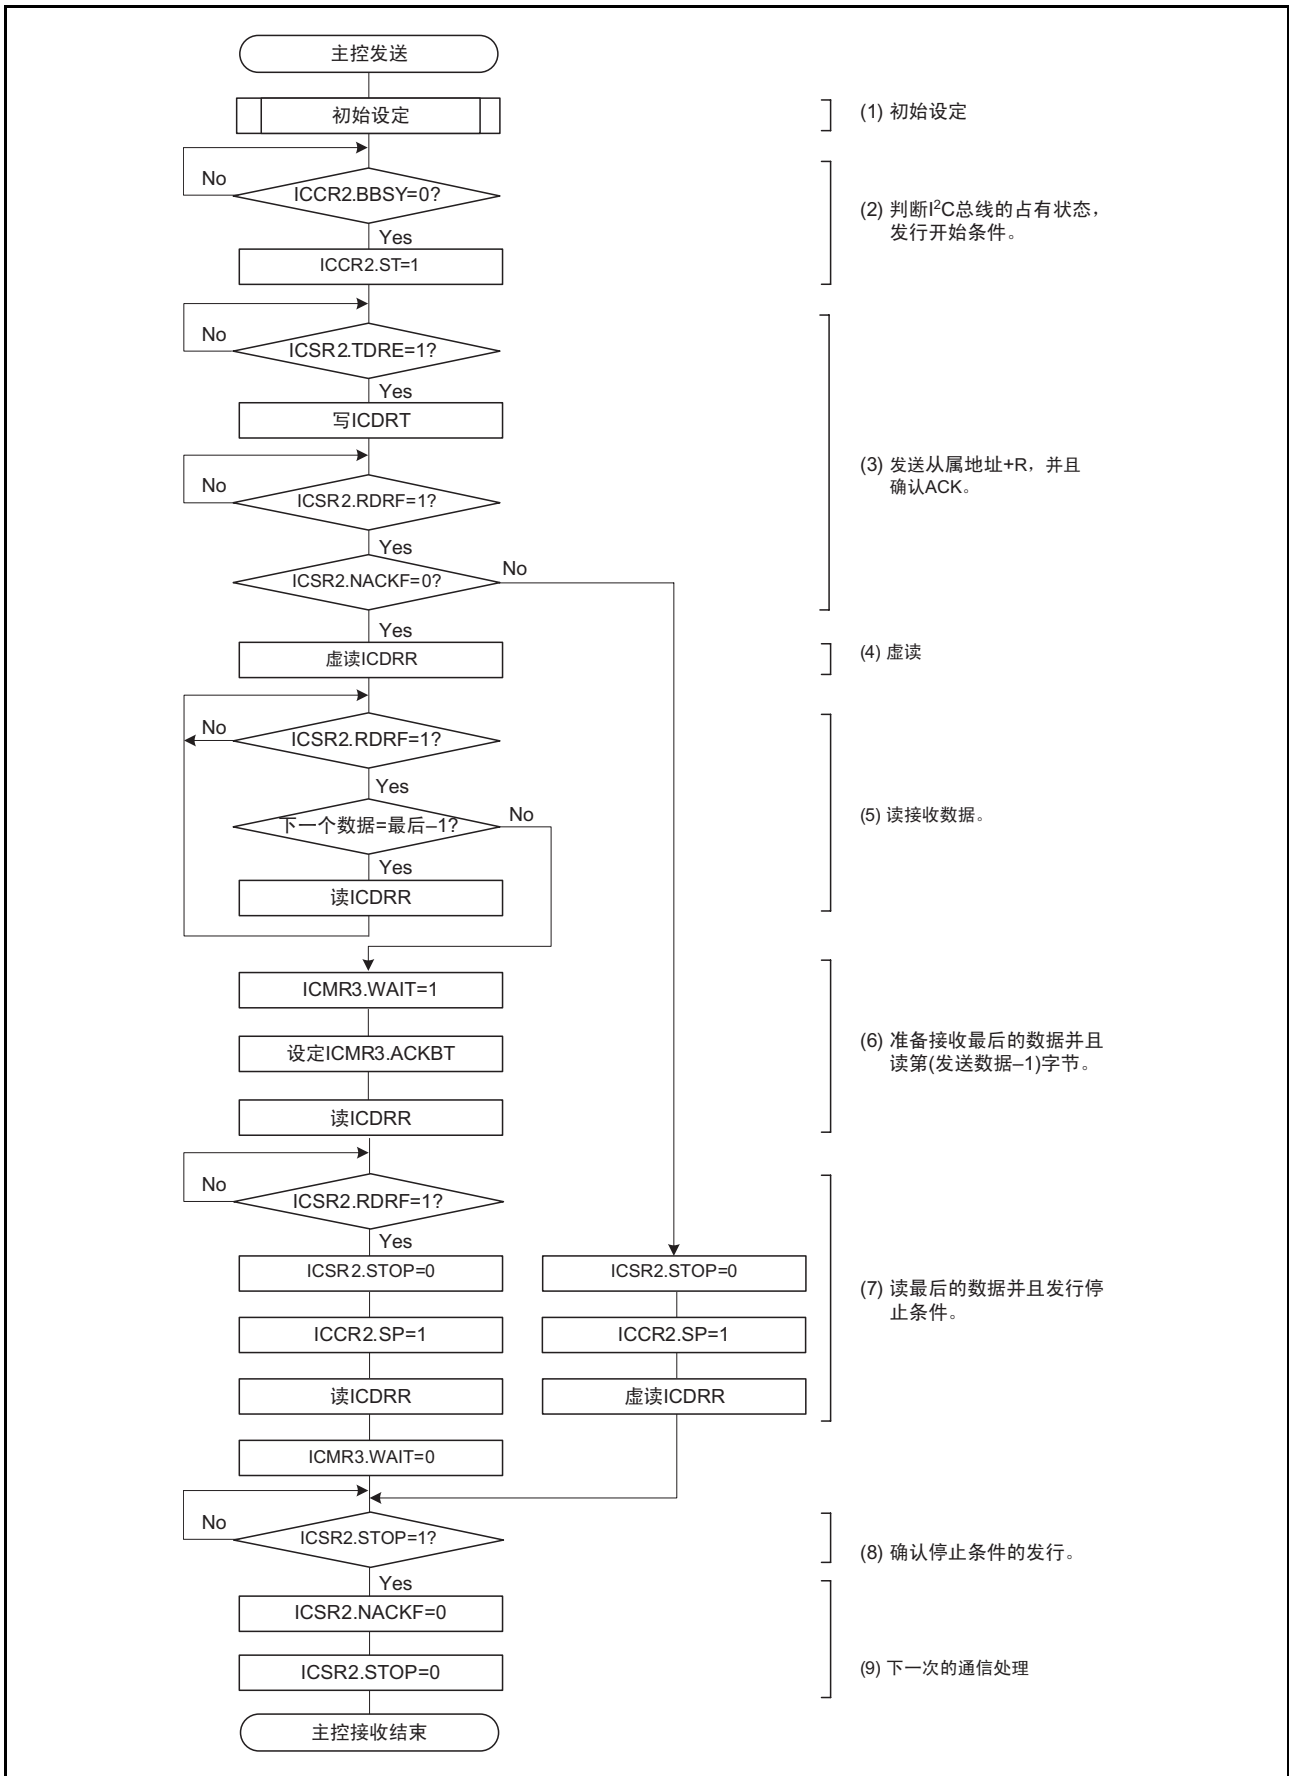 主控发送
初始设定
(1) 初始设定
No
ICCR2.BBSY=0?
Yes
ICCR2.ST=1
(2) 判断I²C总线的占有状态，
发行开始条件。
No
ICSR2.TDRE=1?
Yes
写ICDRT
No
ICSR2.RDRF=1?
Yes
ICSR2.NACKF=0?
No
Yes
(3) 发送从属地址+R，并且
确认ACK。
虚读ICDRR
(4) 虚读
No
ICSR2.RDRF=1?
Yes
下一个数据=最后–1?
No
Yes
读ICDRR
(5) 读接收数据。
ICMR3.WAIT=1
设定ICMR3.ACKBT
读ICDRR
(6) 准备接收最后的数据并且
读第(发送数据–1)字节。
No
ICSR2.RDRF=1?
Yes
ICSR2.STOP=0
ICSR2.STOP=0
ICCR2.SP=1
ICCR2.SP=1
读ICDRR
虚读ICDRR
(7) 读最后的数据并且发行停
止条件。
ICMR3.WAIT=0
No
ICSR2.STOP=1?
Yes
(8) 确认停止条件的发行。
ICSR2.NACKF=0
ICSR2.STOP=0
(9) 下一次的通信处理
主控接收结束